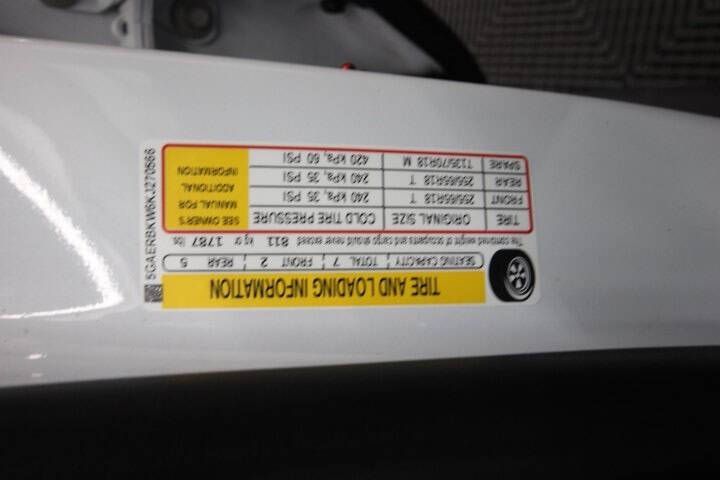 TIRE AND LOADING INFORMATION
SEATING CAPACITY TOTAL 7 FRONT 2 REAR 5
The combined weight of occupants and cargo should never exceed 811 kg or 1787 lbs.
TIRE ORIGINAL SIZE COLD TIRE PRESSURE
FRONT 255/65R18 T 240 kPa, 35 PSI
REAR 255/65R18 T 240 kPa, 35 PSI
SPARE T135/70R18 M 420 kPa, 60 PSI
SEE OWNER'S
MANUAL FOR
ADDITIONAL
INFORMATION
5GAERBKW6KJ270566